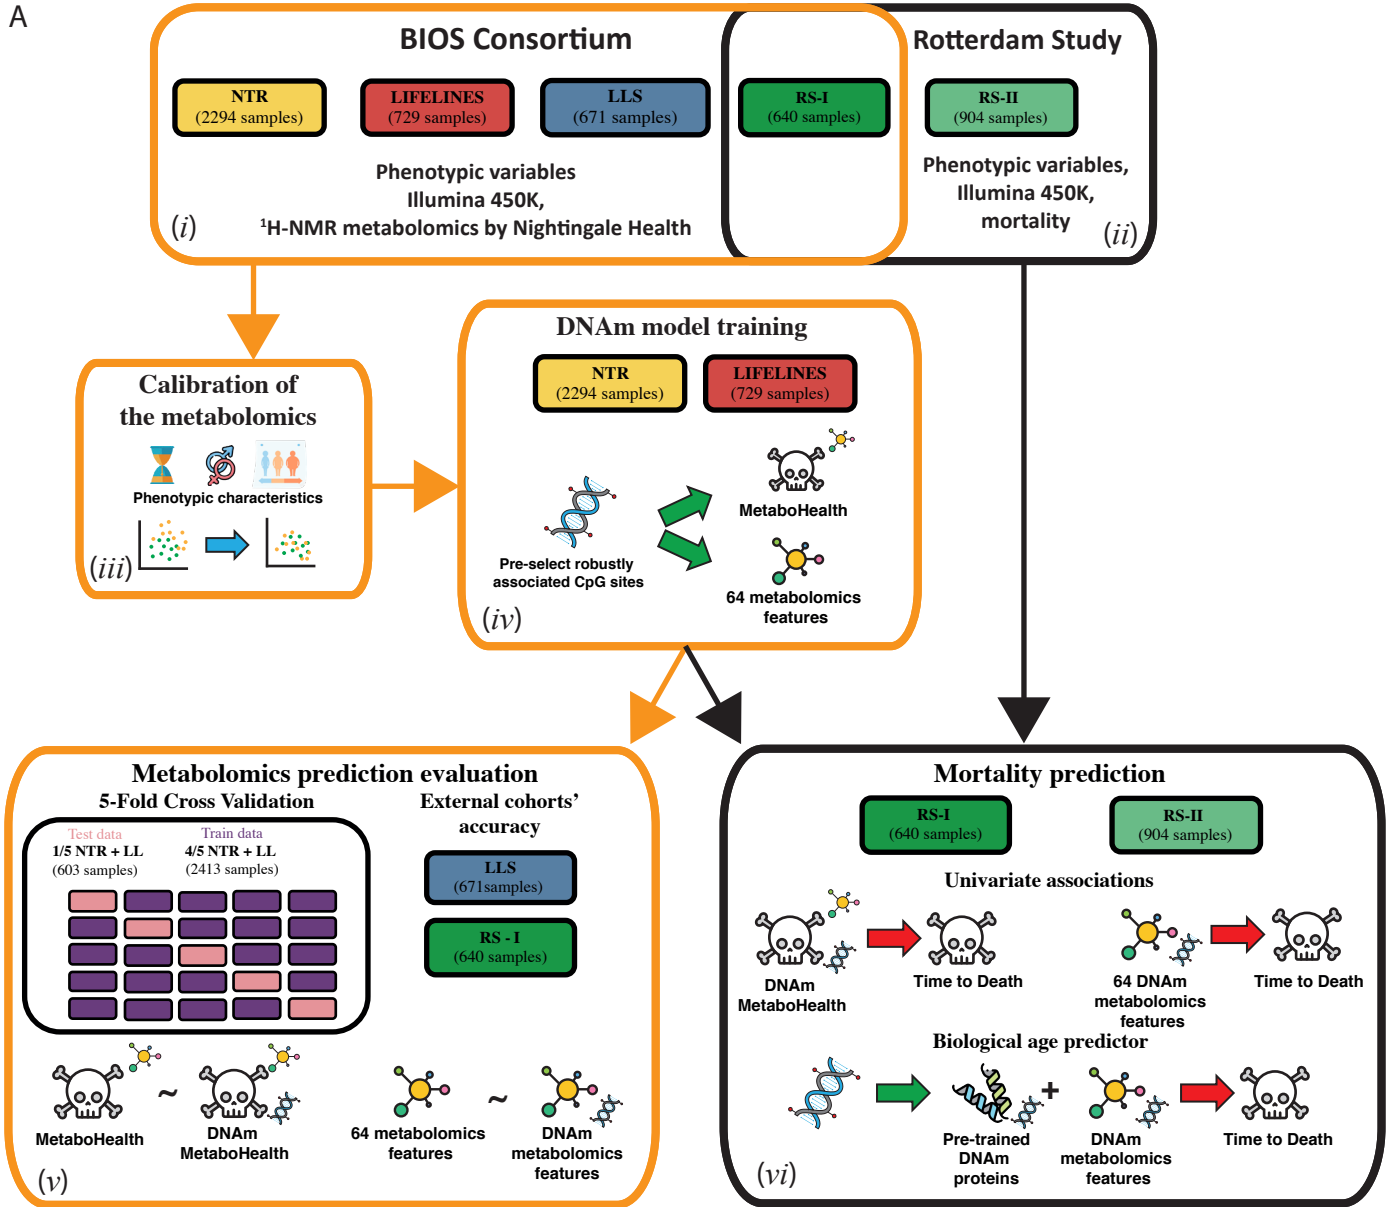 A
BIOS Consortium
Rotterdam Study
NTR
(2294 samples)
LIFELINES
(729 samples)
LLS
(671 samples)
RS-I
(640 samples)
RS-II
(904 samples)
Phenotypic variables
Illumina 450K,
¹H-NMR metabolomics by Nightingale Health
(i)
Phenotypic variables,
Illumina 450K,
mortality
(ii)
Calibration of
the metabolomics
Phenotypic characteristics
(iii)
DNAm model training
NTR
(2294 samples)
LIFELINES
(729 samples)
Pre-select robustly
associated CpG sites
MetaboHealth
64 metabolomics
features
(iv)
Metabolomics prediction evaluation
5-Fold Cross Validation
Test data
1/5 NTR + LL
(603 samples)
Train data
4/5 NTR + LL
(2413 samples)
External cohorts'
accuracy
LLS
(671samples)
RS - I
(640 samples)
MetaboHealth
~
DNAm
MetaboHealth
64 metabolomics
features
~
DNAm
metabolomics
features
(v)
Mortality prediction
RS-I
(640 samples)
RS-II
(904 samples)
Univariate associations
DNAm
MetaboHealth
Time to Death
64 DNAm
metabolomics
features
Time to Death
Biological age predictor
Pre-trained
DNAm
proteins
+
DNAm
metabolomics
features
Time to Death
(vi)